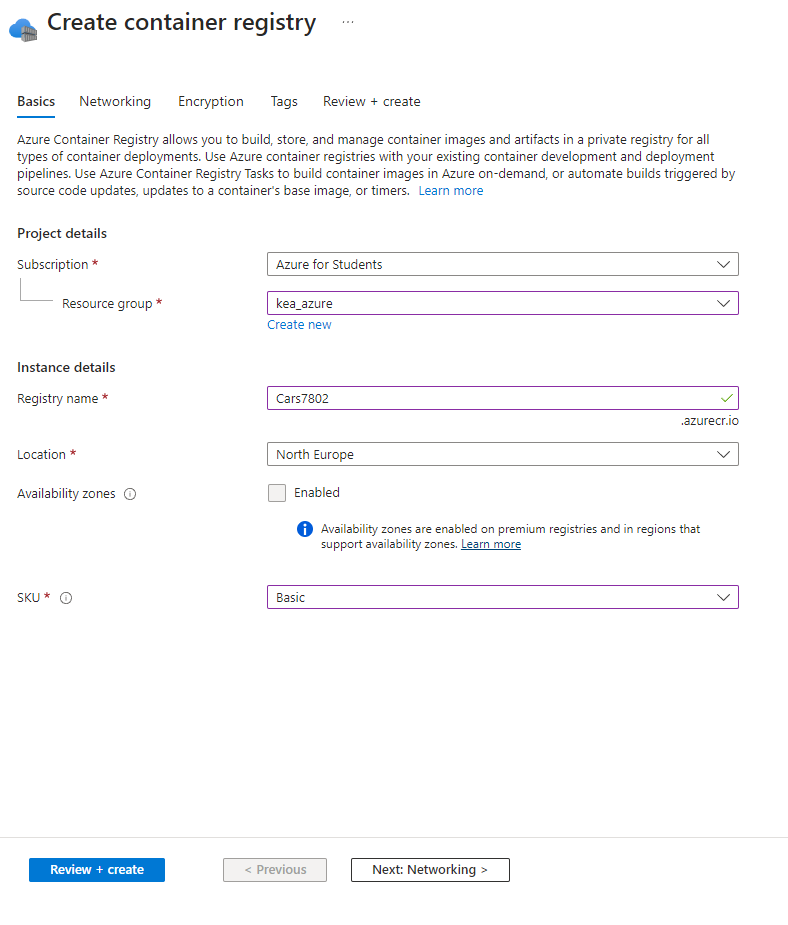 Create container registry ...
Basics Networking Encryption Tags Review + create
Azure Container Registry allows you to build, store, and manage container images and artifacts in a private registry for all
types of container deployments. Use Azure container registries with your existing container development and deployment
pipelines. Use Azure Container Registry Tasks to build container images in Azure on-demand, or automate builds triggered by
source code updates, updates to a container's base image, or timers. Learn more
Project details
Subscription * Azure for Students
Resource group * kea_azure
Create new
Instance details
Registry name * Cars7802
.azurecr.io
Location * North Europe
Availability zones Enabled
Availability zones are enabled on premium registries and in regions that
support availability zones. Learn more
SKU * Basic
Review + create < Previous Next: Networking >